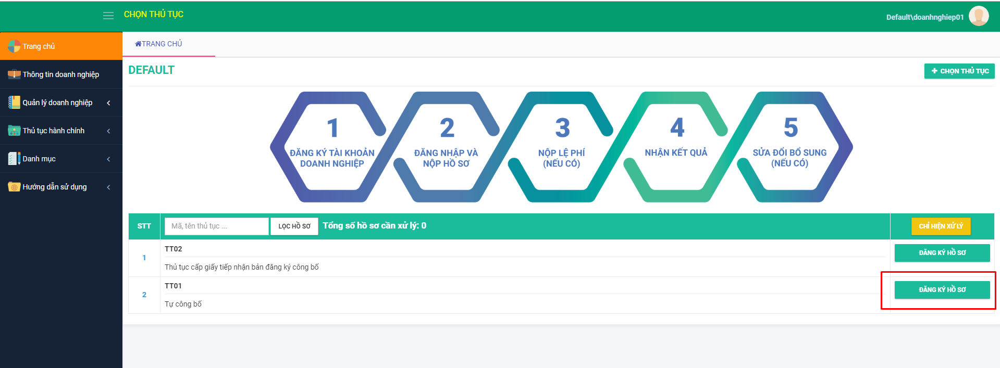 CHỌN THỦ TỤC
Default\doanhnghiep01
Trang chủ
Thông tin doanh nghiệp
Quản lý doanh nghiệp
Thủ tục hành chính
Danh mục
Hướng dẫn sử dụng
TRANG CHỦ
DEFAULT
CHỌN THỦ TỤC
1
ĐĂNG KÝ TÀI KHOẢN
DOANH NGHIỆP
2
ĐĂNG NHẬP VÀ
NỘP HỒ SƠ
3
NỘP LỆ PHÍ
(NẾU CÓ)
4
NHẬN KẾT QUẢ
5
SỬA ĐỔI BỔ SUNG
(NẾU CÓ)
STT
Mã, tên thủ tục ...
LỌC HỒ SƠ
Tổng số hồ sơ cần xử lý: 0
CHỈ HIỆN XỬ LÝ
1
TT02
Thủ tục cấp giấy tiếp nhận bản đăng ký công bố
ĐĂNG KÝ HỒ SƠ
2
TT01
Tự công bố
ĐĂNG KÝ HỒ SƠ